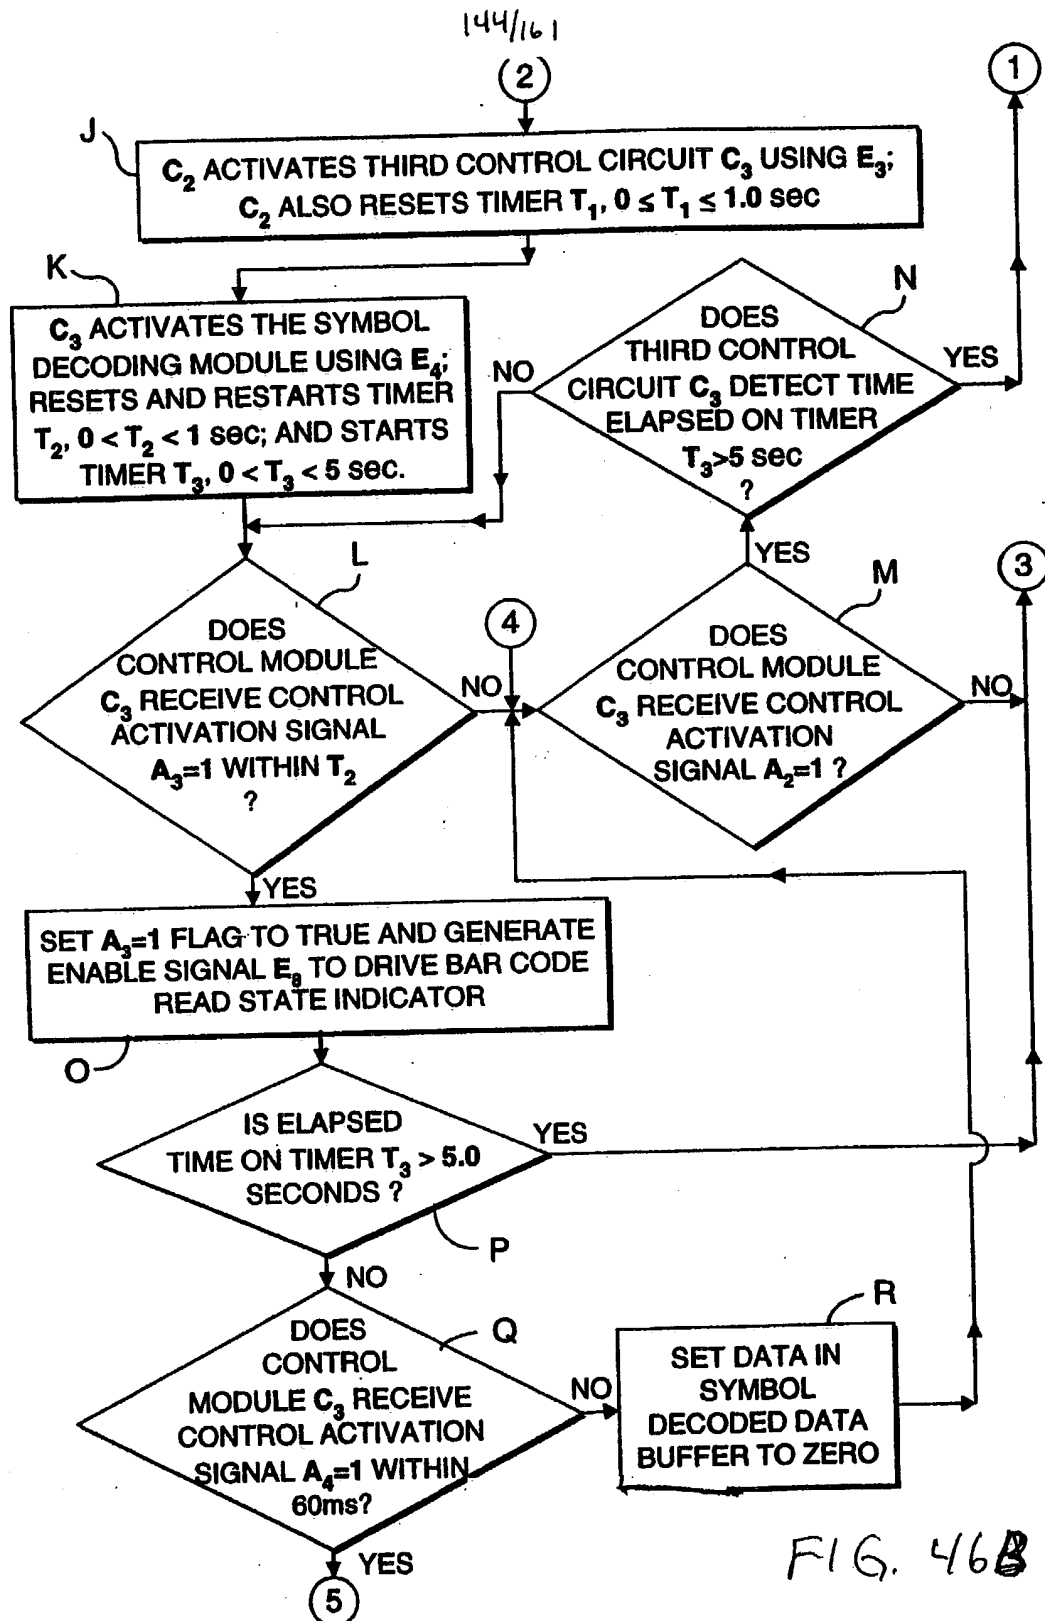 144/161
2
1
J
C2 ACTIVATES THIRD CONTROL CIRCUIT C3 USING E3;
C2 ALSO RESETS TIMER T1, 0 ≤ T1 ≤ 1.0 sec
K
C3 ACTIVATES THE SYMBOL
DECODING MODULE USING E4;
RESETS AND RESTARTS TIMER
T2, 0 < T2 < 1 sec; AND STARTS
TIMER T3, 0 < T3 < 5 sec.
N
DOES
THIRD CONTROL
CIRCUIT C3 DETECT TIME
ELAPSED ON TIMER
T3>5 sec
?
NO
YES
L
DOES
CONTROL MODULE
C3 RECEIVE CONTROL
ACTIVATION SIGNAL
A3=1 WITHIN T2
?
NO
4
YES
M
3
DOES
CONTROL MODULE
C3 RECEIVE CONTROL
ACTIVATION
SIGNAL A2=1 ?
NO
YES
SET A3=1 FLAG TO TRUE AND GENERATE
ENABLE SIGNAL E8 TO DRIVE BAR CODE
READ STATE INDICATOR
O
IS ELAPSED
TIME ON TIMER T3 > 5.0
SECONDS ?
YES
P
NO
Q
DOES
CONTROL
MODULE C3 RECEIVE
CONTROL ACTIVATION
SIGNAL A4=1 WITHIN
60ms?
NO
R
SET DATA IN
SYMBOL
DECODED DATA
BUFFER TO ZERO
YES
5
FIG. 46B